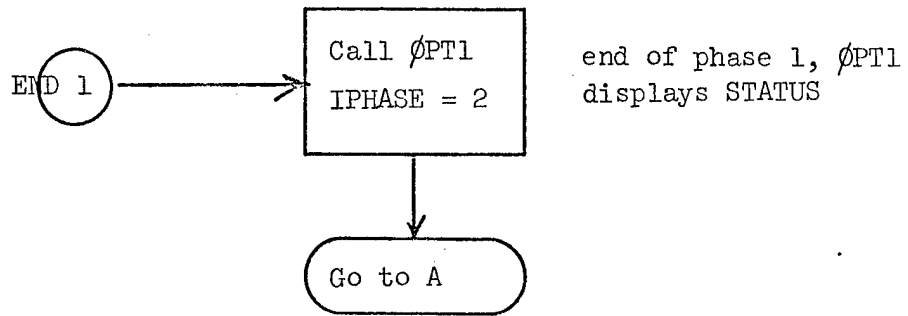 END 1
Call ØPT1
IPHASE = 2
end of phase 1, ØPT1
displays STATUS
Go to A